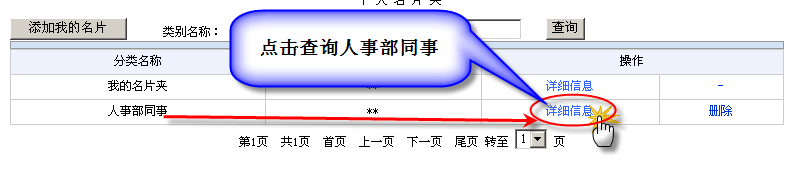 个 人 名 片 夹
添加我的名片 类别名称： 查询
点击查询人事部同事
分类名称 操作
我的名片夹 ** 详细信息 -
人事部同事 ** 详细信息 删除
第1页 共1页 首页 上一页 下一页 尾页 转至 1 页